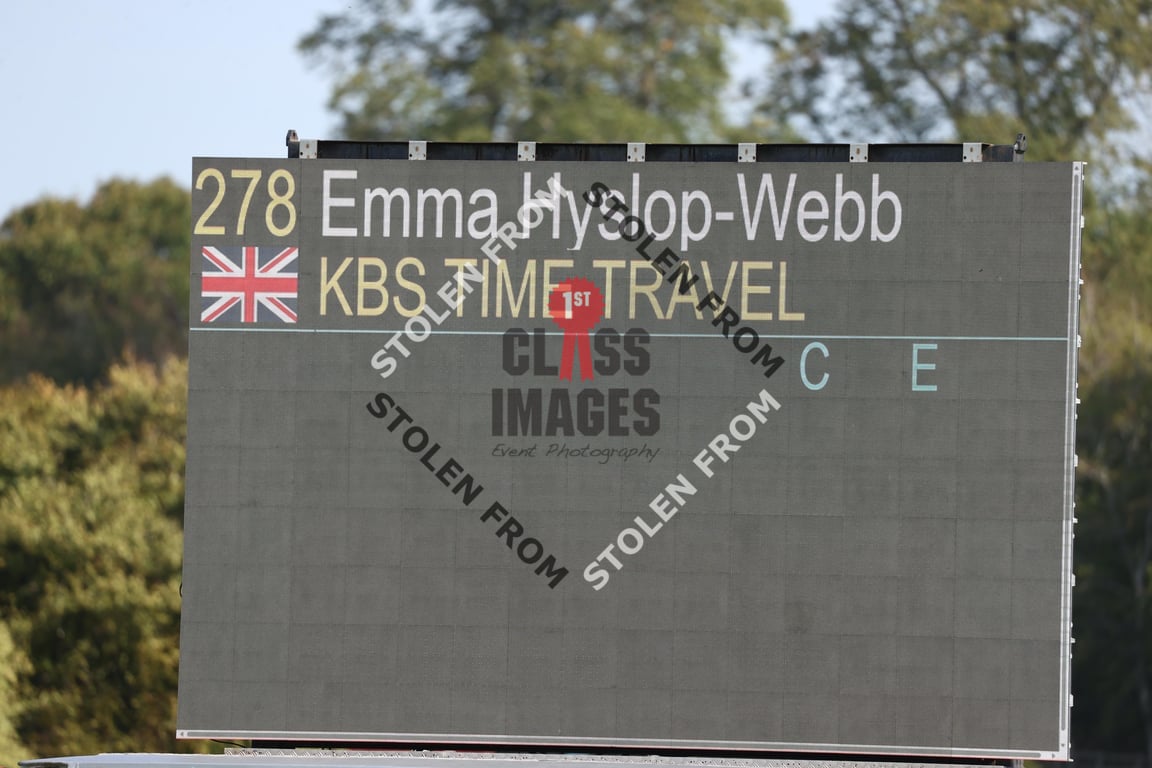 278 Emma Hyslop-Webb
KBS TIME TRAVEL
C E
STOLEN FROM
STOLEN FROM
1ST
CLASS
IMAGES
Event Photography
STOLEN FROM
STOLEN FROM